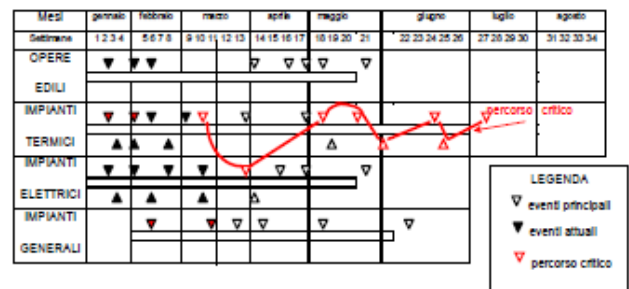 Mesi gennaio febbraio marzo aprile maggio giugno luglio agosto
Settimane 1 2 3 4 5 6 7 8 9 10 11 12 13 14 15 16 17 18 19 20 21 22 23 24 25 26 27 28 29 30 31 32 33 34
OPERE
EDILI
IMPIANTI
percorso critico
TERMICI
IMPIANTI
ELETTRICI
IMPIANTI
GENERALI
LEGENDA
eventi principali
eventi attuali
percorso critico